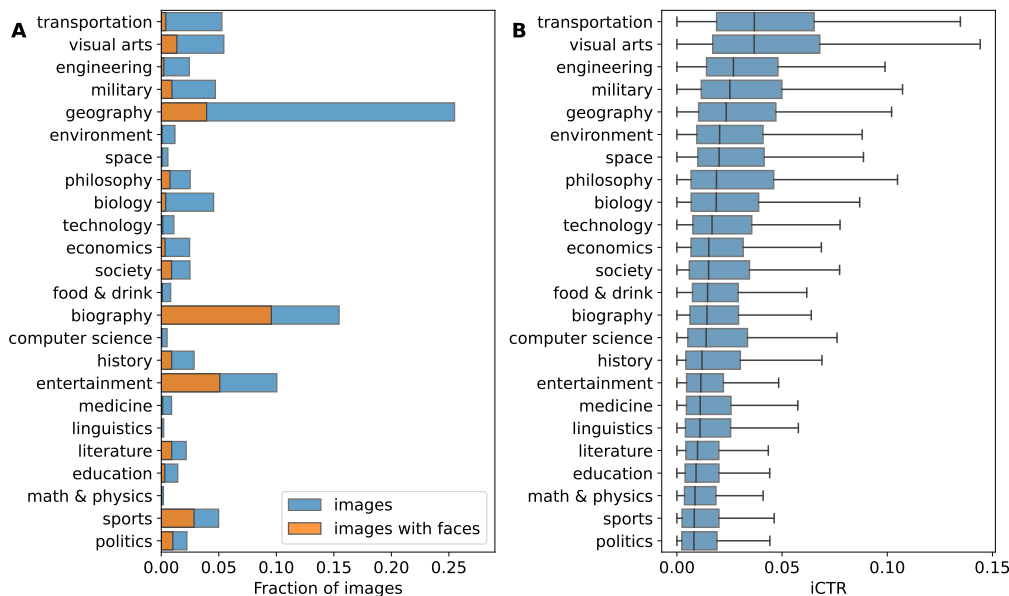 A
transportation
visual arts
engineering
military
geography
environment
space
philosophy
biology
technology
economics
society
food & drink
biography
computer science
history
entertainment
medicine
linguistics
literature
education
math & physics
sports
politics
images
images with faces
0.00 0.05 0.10 0.15 0.20 0.25
Fraction of images
B
transportation
visual arts
engineering
military
geography
environment
space
philosophy
biology
technology
economics
society
food & drink
biography
computer science
history
entertainment
medicine
linguistics
literature
education
math & physics
sports
politics
0.00 0.05 0.10 0.15
iCTR